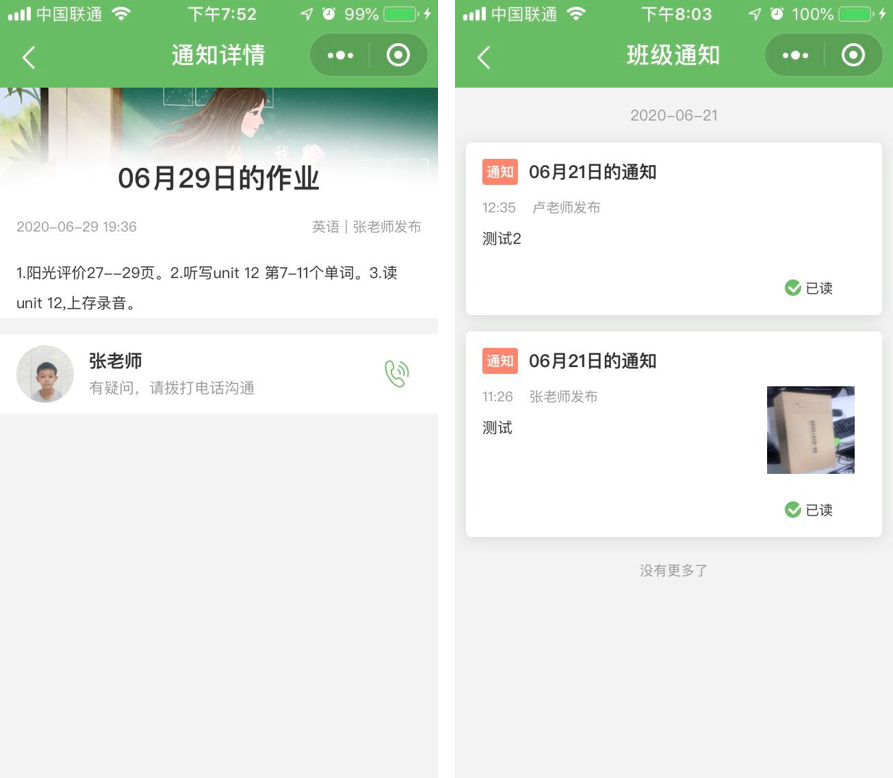 中国联通 下午7:52 99%
通知详情
我
06月29日的作业
2020-06-29 19:36 英语 | 张老师发布
1.阳光评价27--29页。2.听写unit 12 第7-11个单词。3.读
unit 12,上存录音。
张老师
有疑问，请拨打电话沟通
中国联通 下午8:03 100%
班级通知
2020-06-21
通知 06月21日的通知
12:35 卢老师发布
测试2
已读
通知 06月21日的通知
11:26 张老师发布
测试
已读
没有更多了